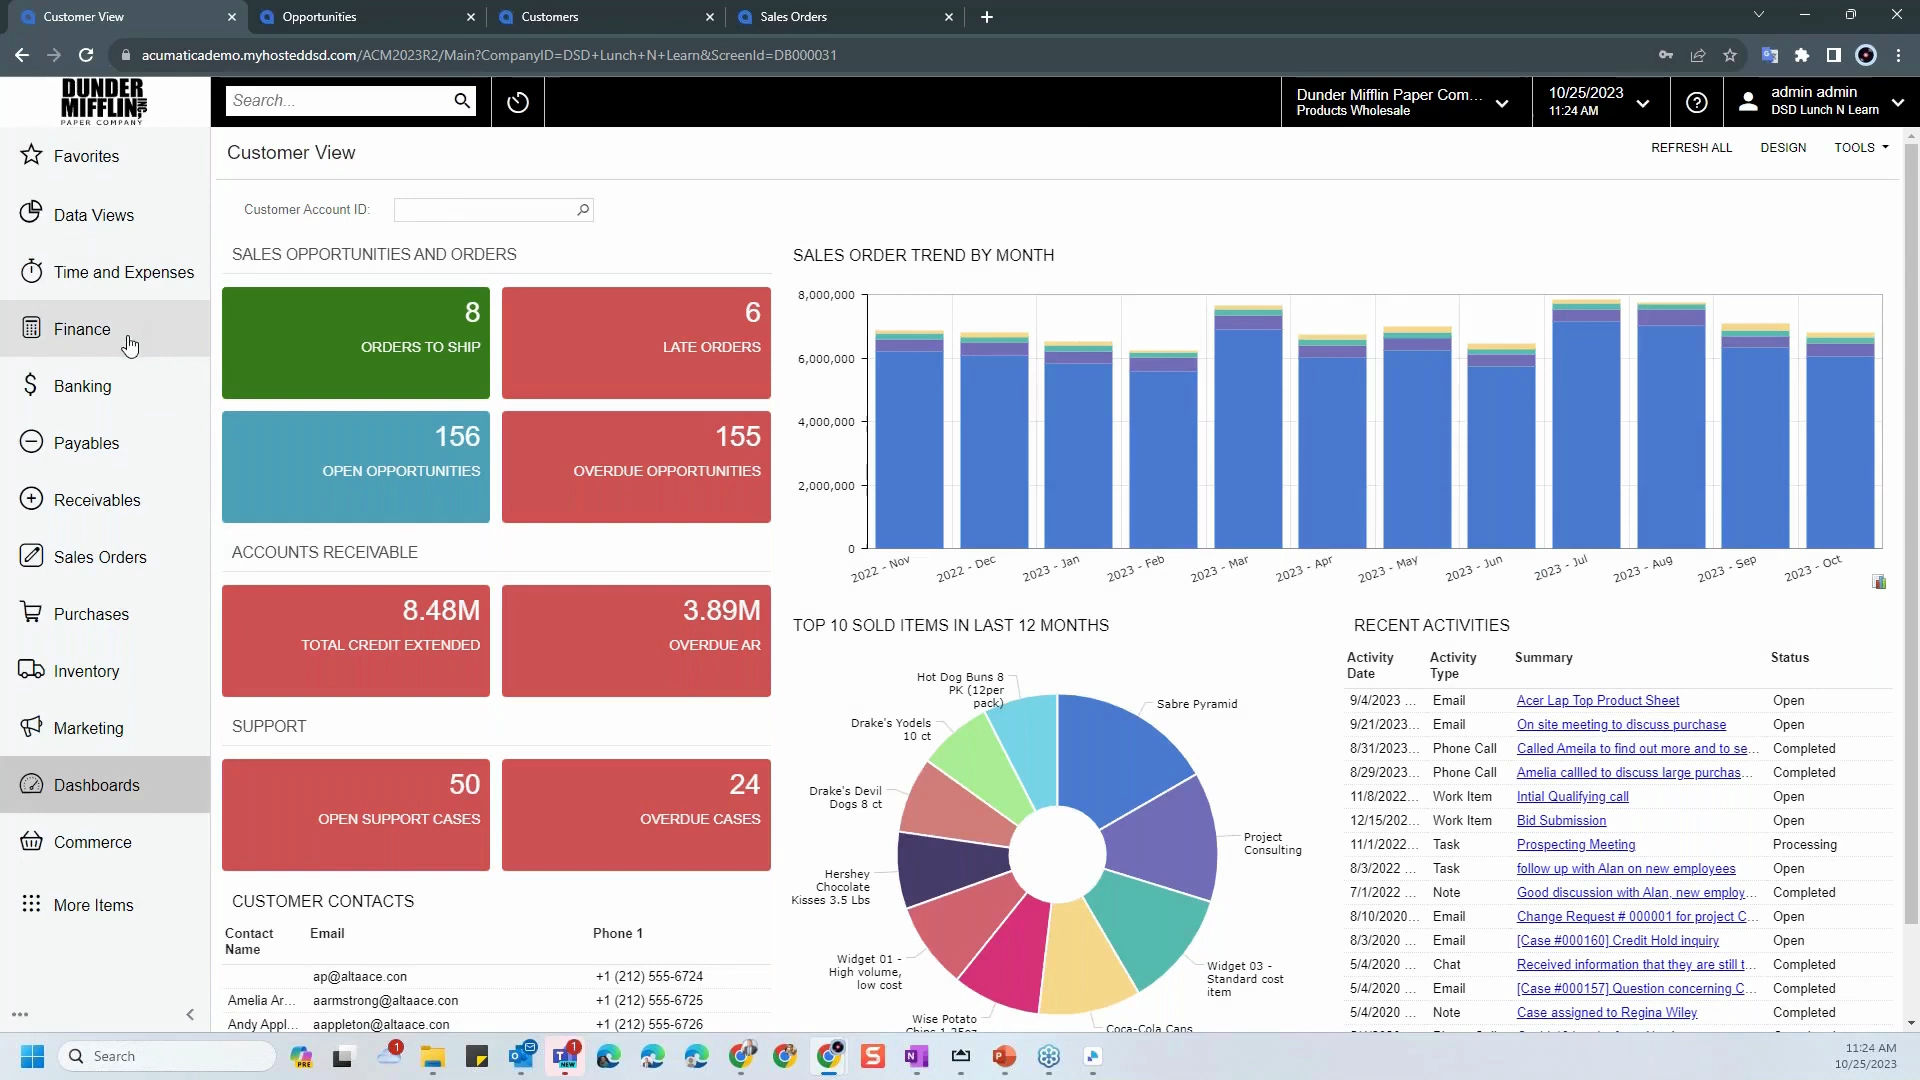 Customer View
Opportunities
Customers
Sales Orders
acumaticademo.myhosteddsd.com/ACM2023R2/Main?CompanyID=DSD+Lunch+N+Learn&ScreenId=DB000031
DUNDER
MIFFLIN INC
PAPER COMPANY
Search...
Dunder Mifflin Paper Com...
Products Wholesale
10/25/2023
11:24 AM
admin admin
DSD Lunch N Learn
Favorites
Data Views
Time and Expenses
Finance
Banking
Payables
Receivables
Sales Orders
Purchases
Inventory
Marketing
Dashboards
Commerce
More Items
Customer View
REFRESH ALL
DESIGN
TOOLS
Customer Account ID:
SALES OPPORTUNITIES AND ORDERS
8
ORDERS TO SHIP
6
LATE ORDERS
156
OPEN OPPORTUNITIES
155
OVERDUE OPPORTUNITIES
ACCOUNTS RECEIVABLE
8.48M
TOTAL CREDIT EXTENDED
3.89M
OVERDUE AR
SUPPORT
50
OPEN SUPPORT CASES
24
OVERDUE CASES
CUSTOMER CONTACTS
Contact Name Email Phone 1
ap@altaace.con +1 (212) 555-6724
Amelia Ar... aarmstrong@altaace.con +1 (212) 555-6725
Andy Appl... aappleton@altaace.con +1 (212) 555-6726
SALES ORDER TREND BY MONTH
8,000,000
6,000,000
4,000,000
2,000,000
0
2022 - Nov
2022 - Dec
2023 - Jan
2023 - Feb
2023 - Mar
2023 - Apr
2023 - May
2023 - Jun
2023 - Jul
2023 - Aug
2023 - Sep
2023 - Oct
TOP 10 SOLD ITEMS IN LAST 12 MONTHS
Hot Dog Buns 8
PK (12per
pack)
Sabre Pyramid
Drake's Yodels
10 ct
Drake's Devil
Dogs 8 ct
Project
Consulting
Hershey
Chocolate
Kisses 3.5 Lbs
Widget 01 -
High volume,
low cost
Widget 03 -
Standard cost
item
Wise Potato
Chips 1.25oz
Coca-Cola Cans
RECENT ACTIVITIES
Activity Date Activity Type Summary Status
9/4/2023 ... Email Acer Lap Top Product Sheet Open
9/21/2023... Email On site meeting to discuss purchase Open
8/31/2023... Phone Call Called Ameila to find out more and to se... Completed
8/29/2023... Phone Call Amelia callled to discuss large purchas... Completed
11/8/2022... Work Item Intial Qualifying call Open
12/15/202... Work Item Bid Submission Open
11/1/2022... Task Prospecting Meeting Processing
8/3/2022 ... Task follow up with Alan on new employees Open
7/1/2022 ... Note Good discussion with Alan, new employ... Completed
8/10/2020... Email Change Request # 000001 for project C... Open
8/3/2020 ... Email [Case #000160] Credit Hold inquiry Open
5/4/2020 ... Chat Received information that they are still t... Completed
5/4/2020 ... Email [Case #000157] Question concerning C... Completed
5/4/2020 ... Note Case assigned to Regina Wiley Completed
Search
PRE
1
1
NEW
S
N
P
11:24 AM
10/25/2023